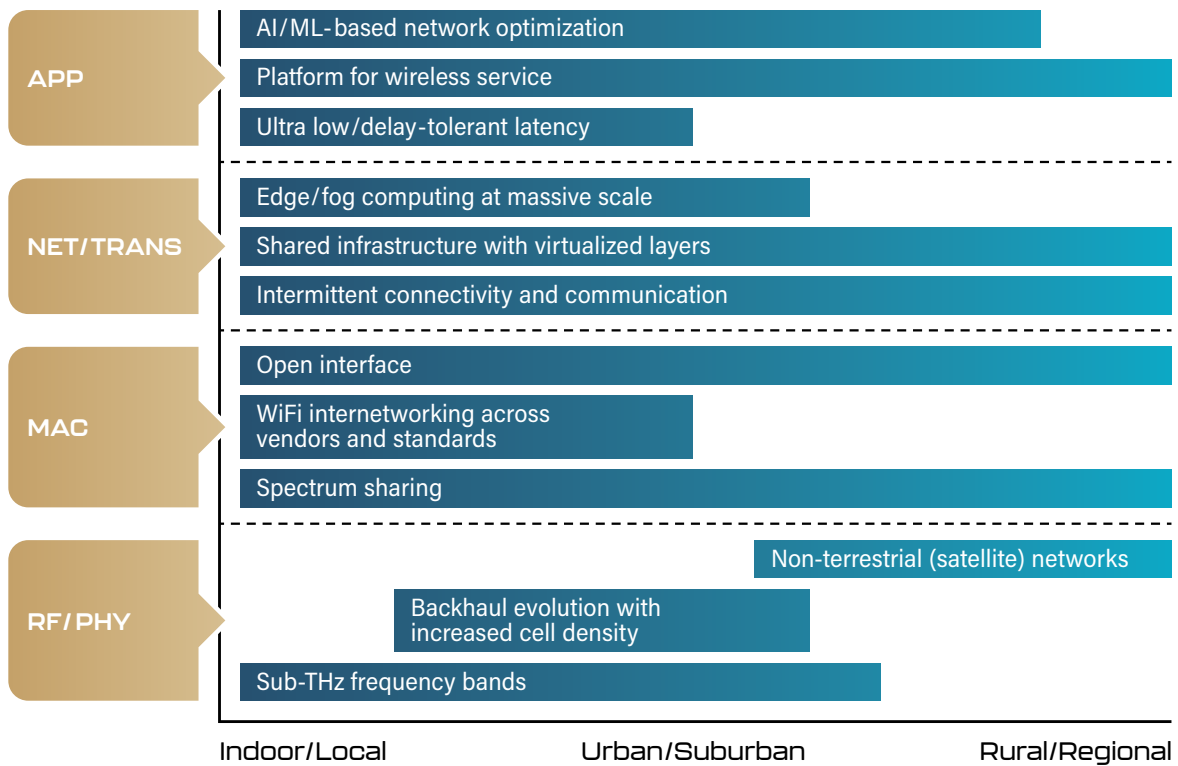 APP
AI/ML-based network optimization
Platform for wireless service
Ultra low/delay-tolerant latency
NET/TRANS
Edge/fog computing at massive scale
Shared infrastructure with virtualized layers
Intermittent connectivity and communication
MAC
Open interface
WiFi internetworking across
vendors and standards
Spectrum sharing
RF/PHY
Non-terrestrial (satellite) networks
Backhaul evolution with
increased cell density
Sub-THz frequency bands
Indoor/Local
Urban/Suburban
Rural/Regional